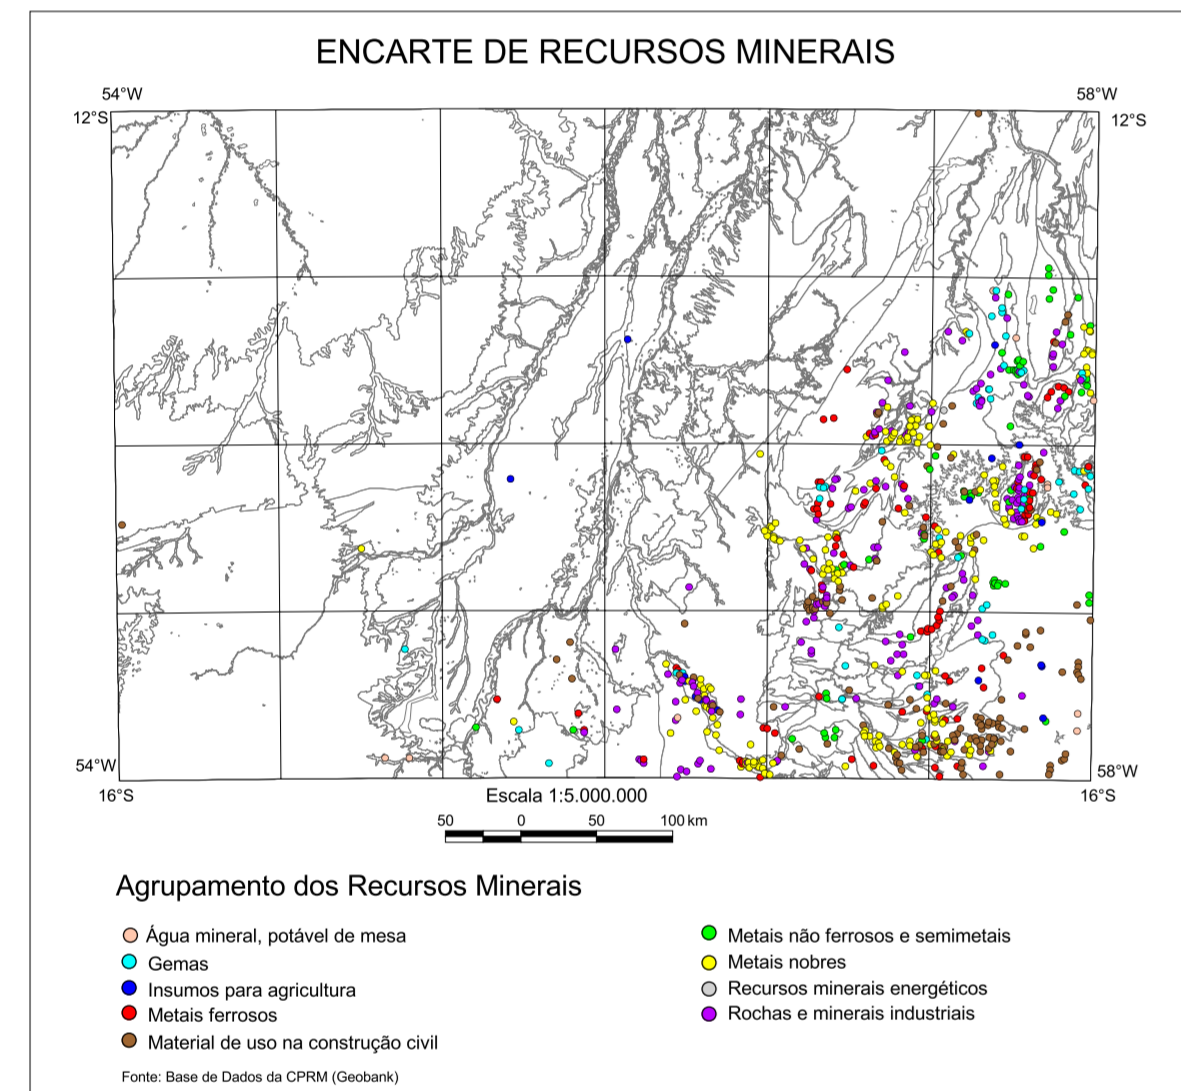 ENCARTE DE RECURSOS MINERAIS
54°W
58°W
12°S
12°S
54°W
58°W
16°S
16°S
Escala 1:5.000.000
50 0 50 100 km
Agrupamento dos Recursos Minerais
Água mineral, potável de mesa
Gemas
Insumos para agricultura
Metais ferrosos
Material de uso na construção civil
Metais não ferrosos e semimetais
Metais nobres
Recursos minerais energéticos
Rochas e minerais industriais
Fonte: Base de Dados da CPRM (Geobank)